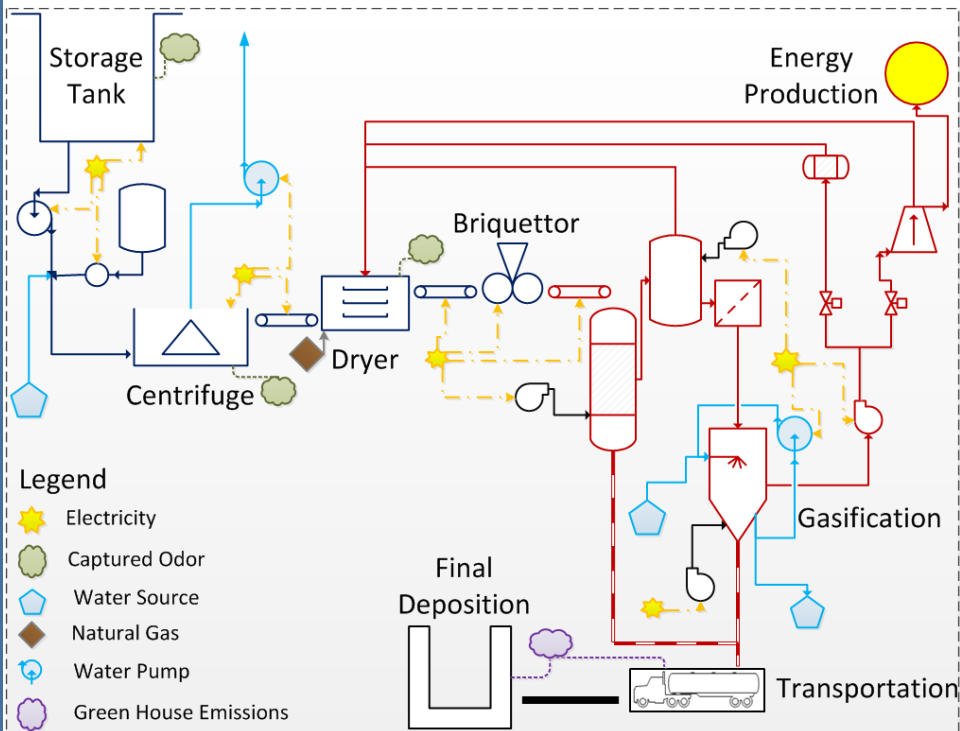 Storage
Tank
Energy
Production
Briquettor
Dryer
Centrifuge
Legend
Electricity
Captured Odor
Water Source
Natural Gas
Water Pump
Green House Emissions
Gasification
Final
Deposition
Transportation